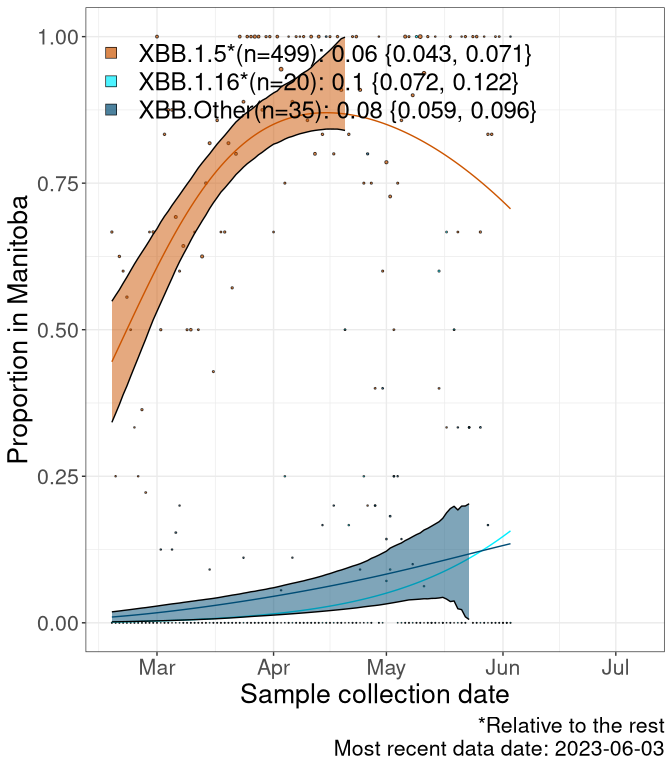 1.00
XBB.1.5*(n=499): 0.06 {0.043, 0.071}
XBB.1.16*(n=20): 0.1 {0.072, 0.122}
XBB.Other(n=35): 0.08 {0.059, 0.096}
0.75
0.50
0.25
0.00
Proportion in Manitoba
Mar Apr May Jun Jul
Sample collection date
*Relative to the rest
Most recent data date: 2023-06-03